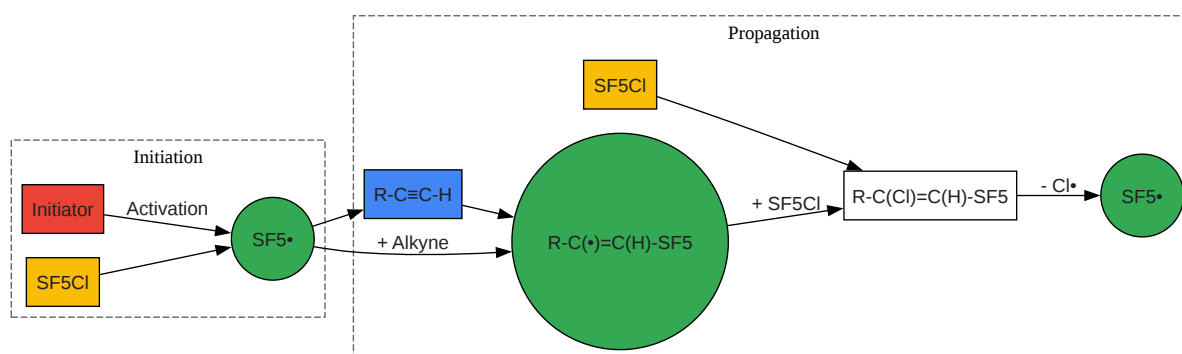 Propagation
SF5Cl
Initiation
Initiator
Activation
SF5Cl
SF5•
R-C≡C-H
+ Alkyne
R-C(•)=C(H)-SF5
+ SF5Cl
R-C(Cl)=C(H)-SF5
- Cl•
SF5•